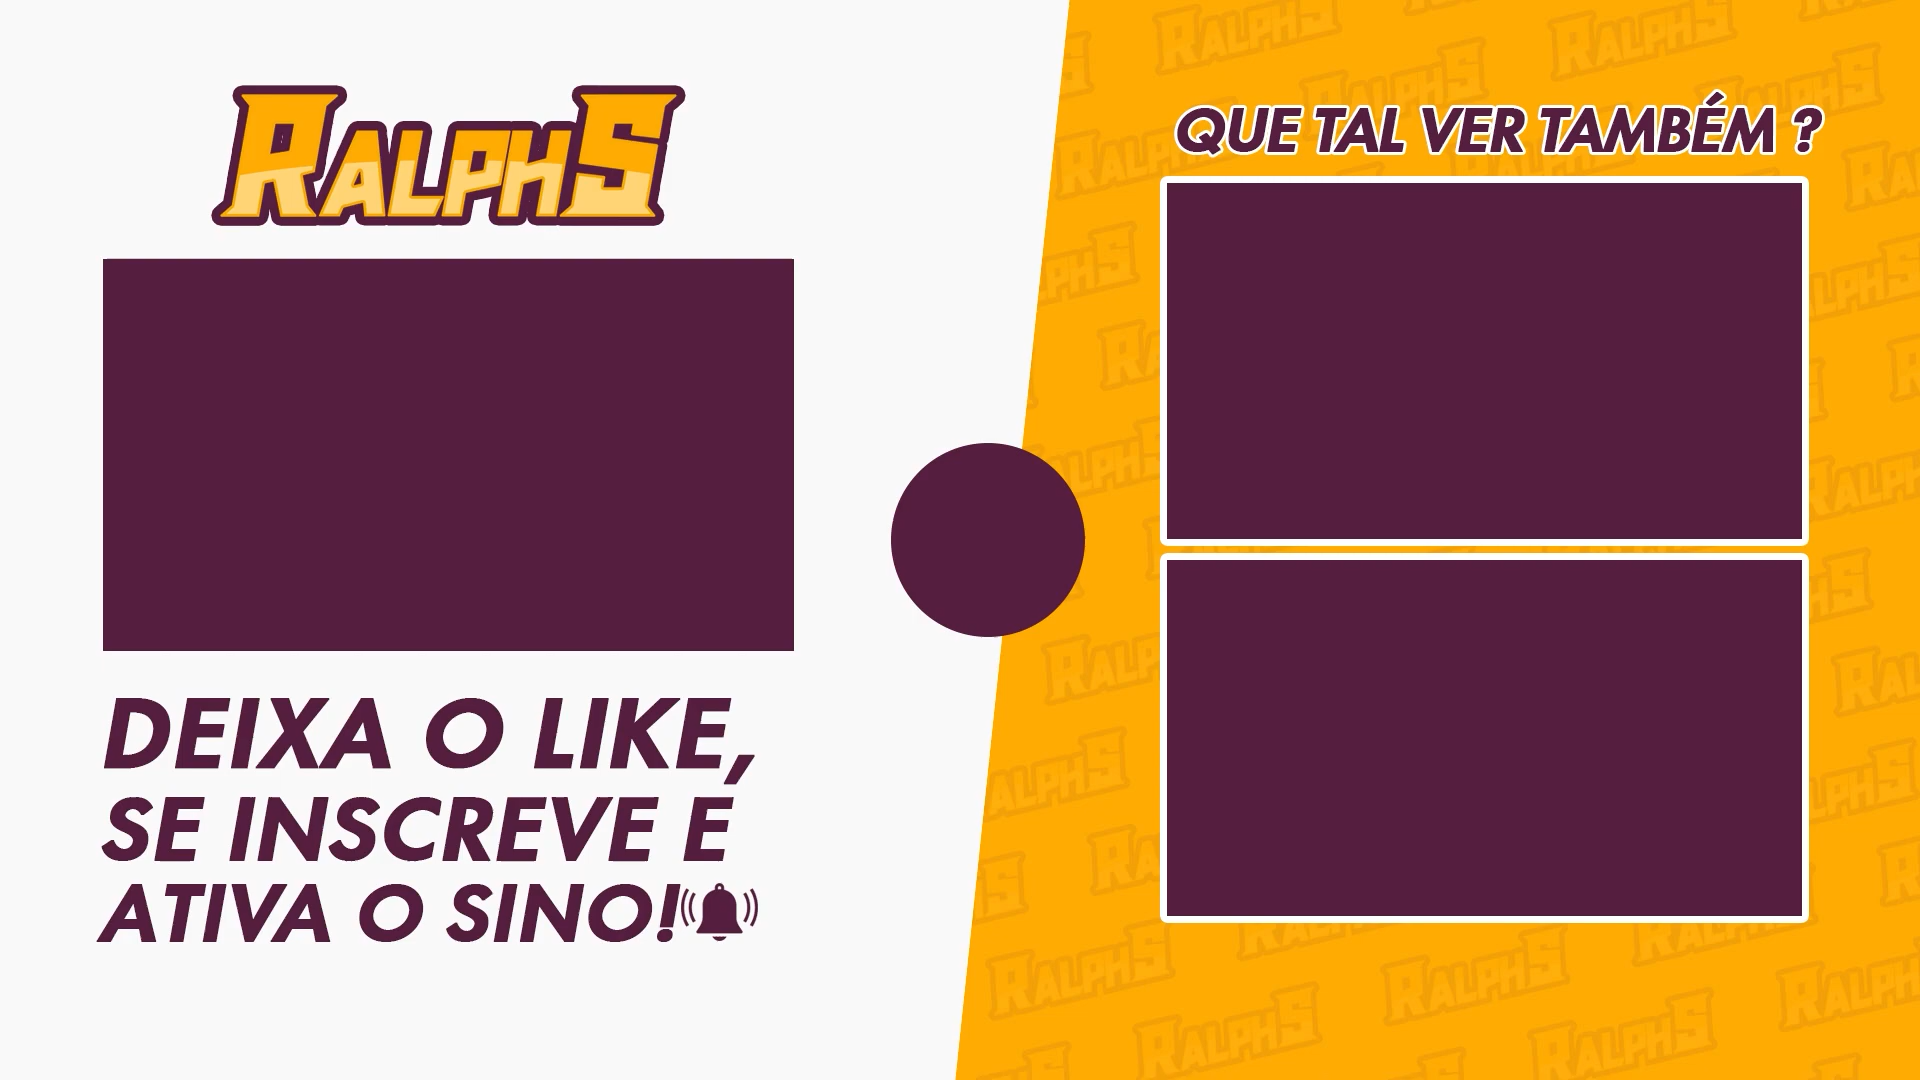 RALPHS
DEIXA O LIKE,
SE INSCREVE E
ATIVA O SINO!
QUE TAL VER TAMBÉM ?